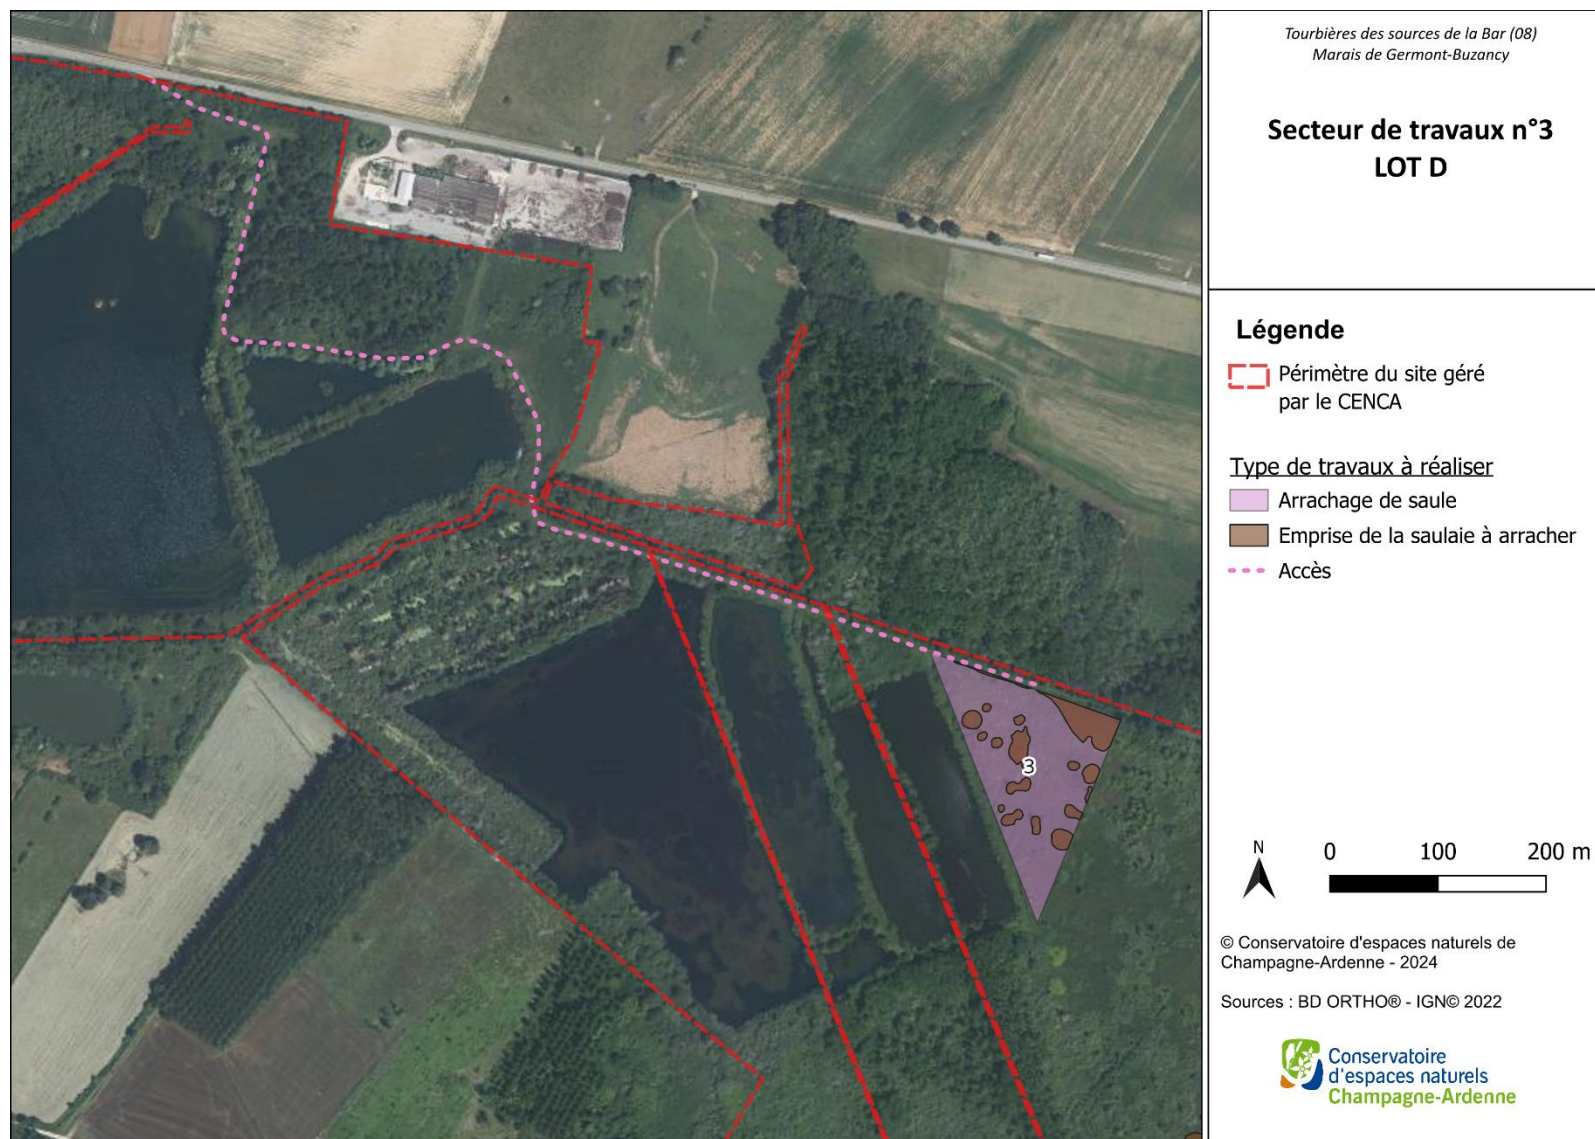 Tourbières des sources de la Bar (08)
Marais de Germont-Buzancy
Secteur de travaux n°3
LOT D
Légende
Périmètre du site géré
par le CENCA
Type de travaux à réaliser
Arrachage de saule
Emprise de la saulaie à arracher
Accès
3
N
0 100 200 m
© Conservatoire d'espaces naturels de
Champagne-Ardenne - 2024
Sources : BD ORTHO® - IGN© 2022
Conservatoire
d'espaces naturels
Champagne-Ardenne